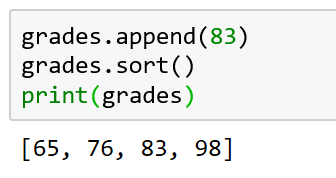 grades.append(83)
grades.sort()
print(grades)
[65, 76, 83, 98]